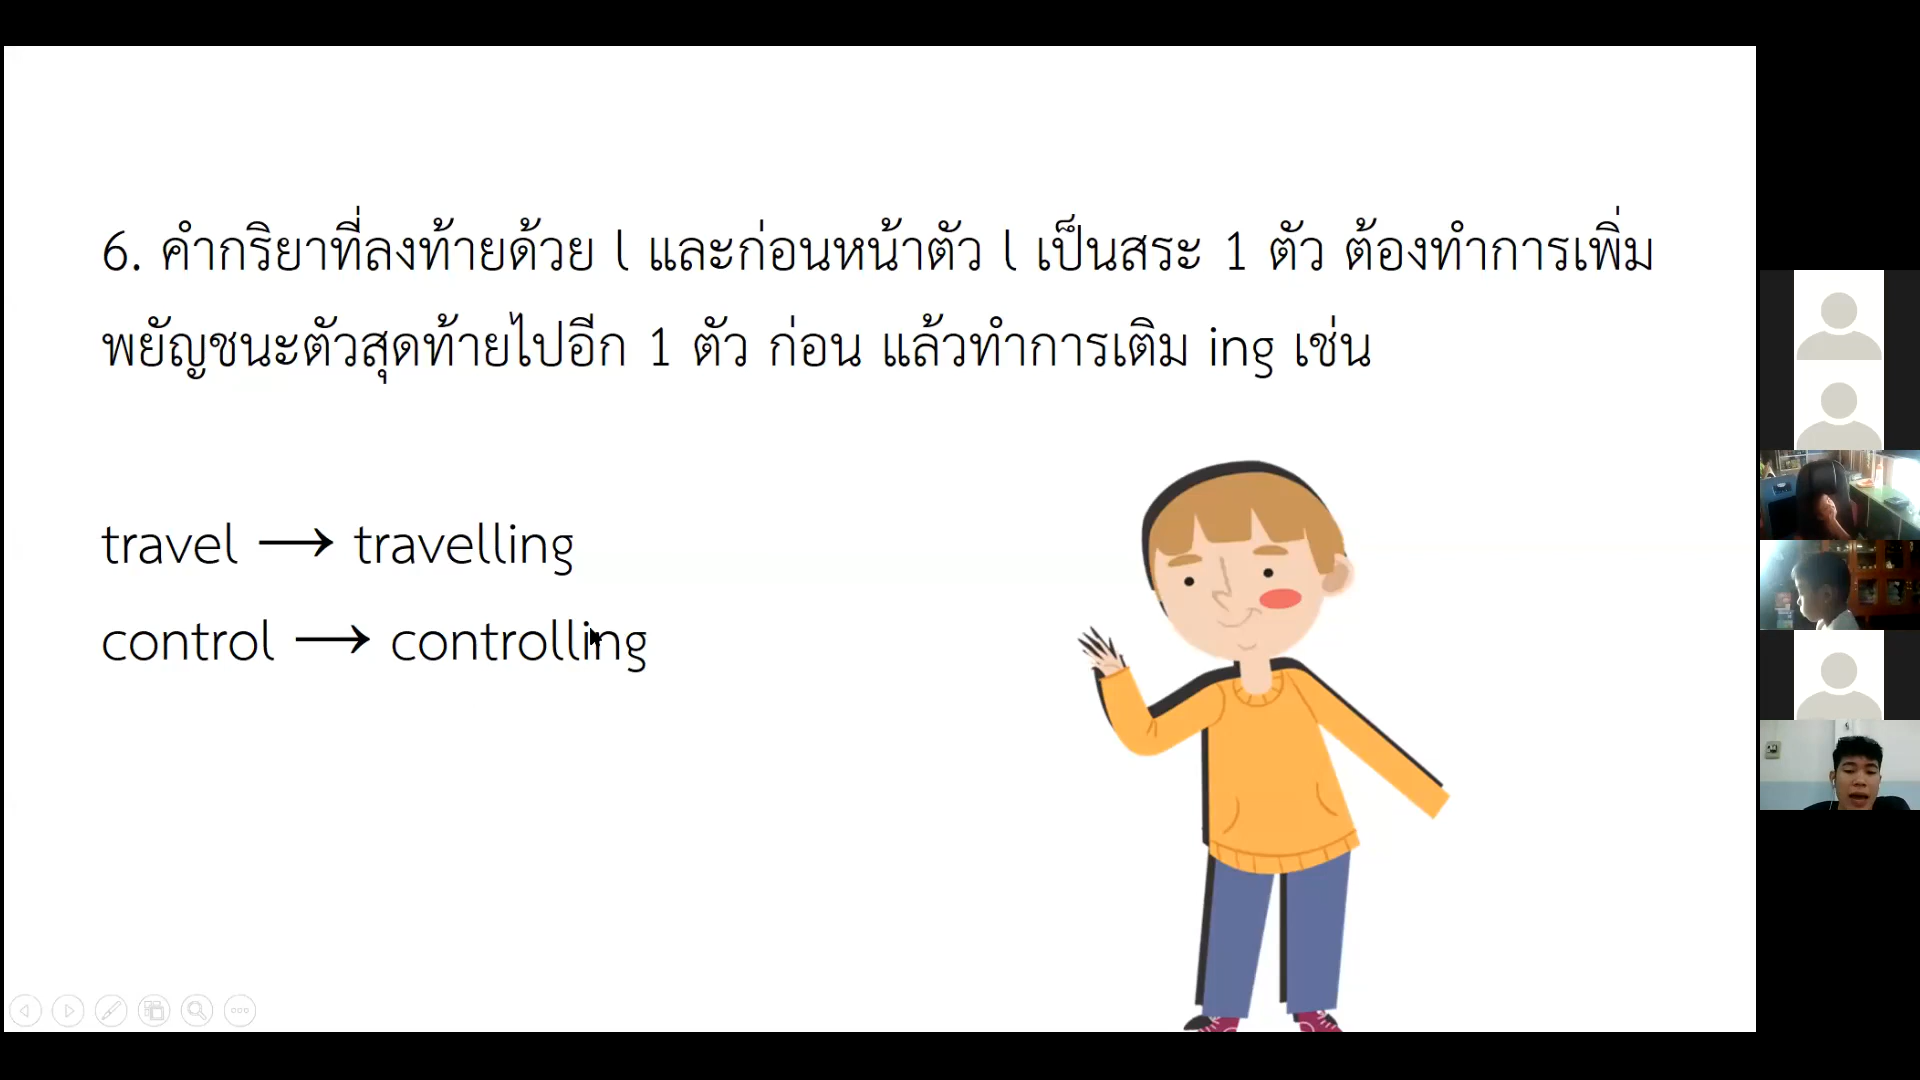 6. คำกริยาที่ลงท้ายด้วย l และก่อนหน้าตัว l เป็นสระ 1 ตัว ต้องทำการเพิ่ม
พยัญชนะตัวสุดท้ายไปอีก 1 ตัว ก่อน แล้วทำการเติม ing เช่น
travel → travelling
control → controlling